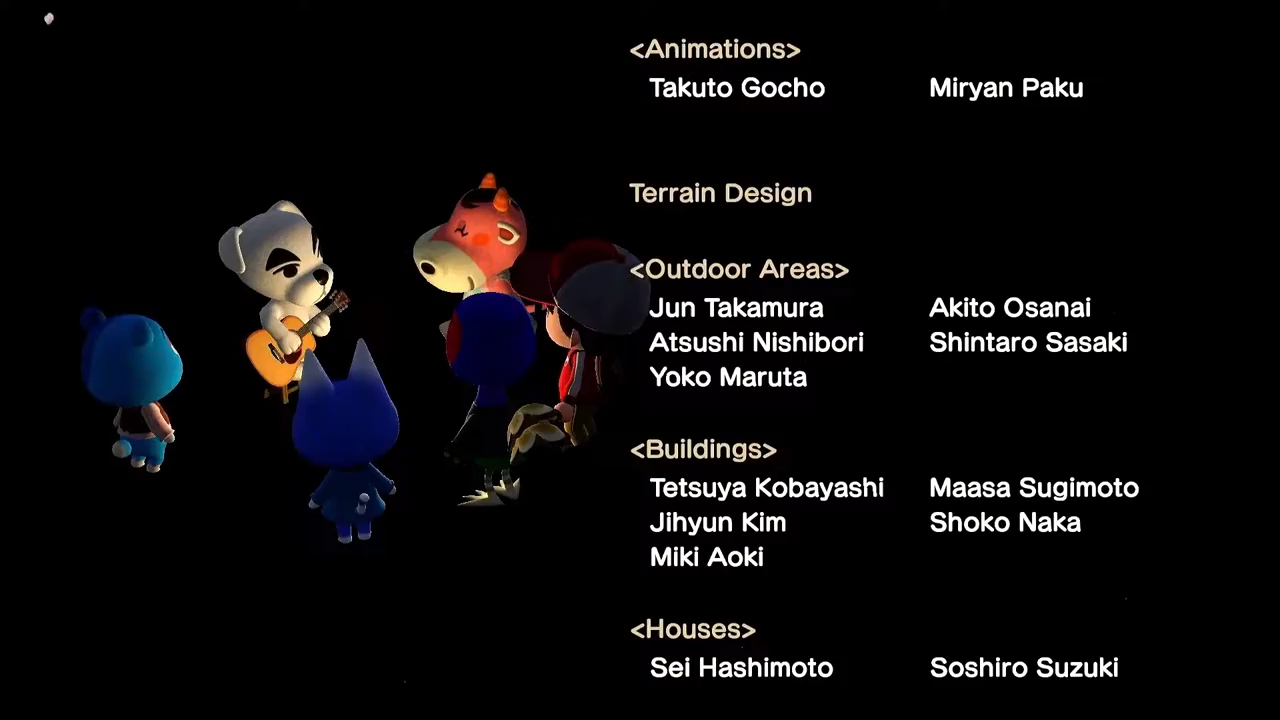 <Animations>
Takuto Gocho Miryan Paku
Terrain Design
<Outdoor Areas>
Jun Takamura Akito Osanai
Atsushi Nishibori Shintaro Sasaki
Yoko Maruta
<Buildings>
Tetsuya Kobayashi Maasa Sugimoto
Jihyun Kim Shoko Naka
Miki Aoki
<Houses>
Sei Hashimoto Soshiro Suzuki